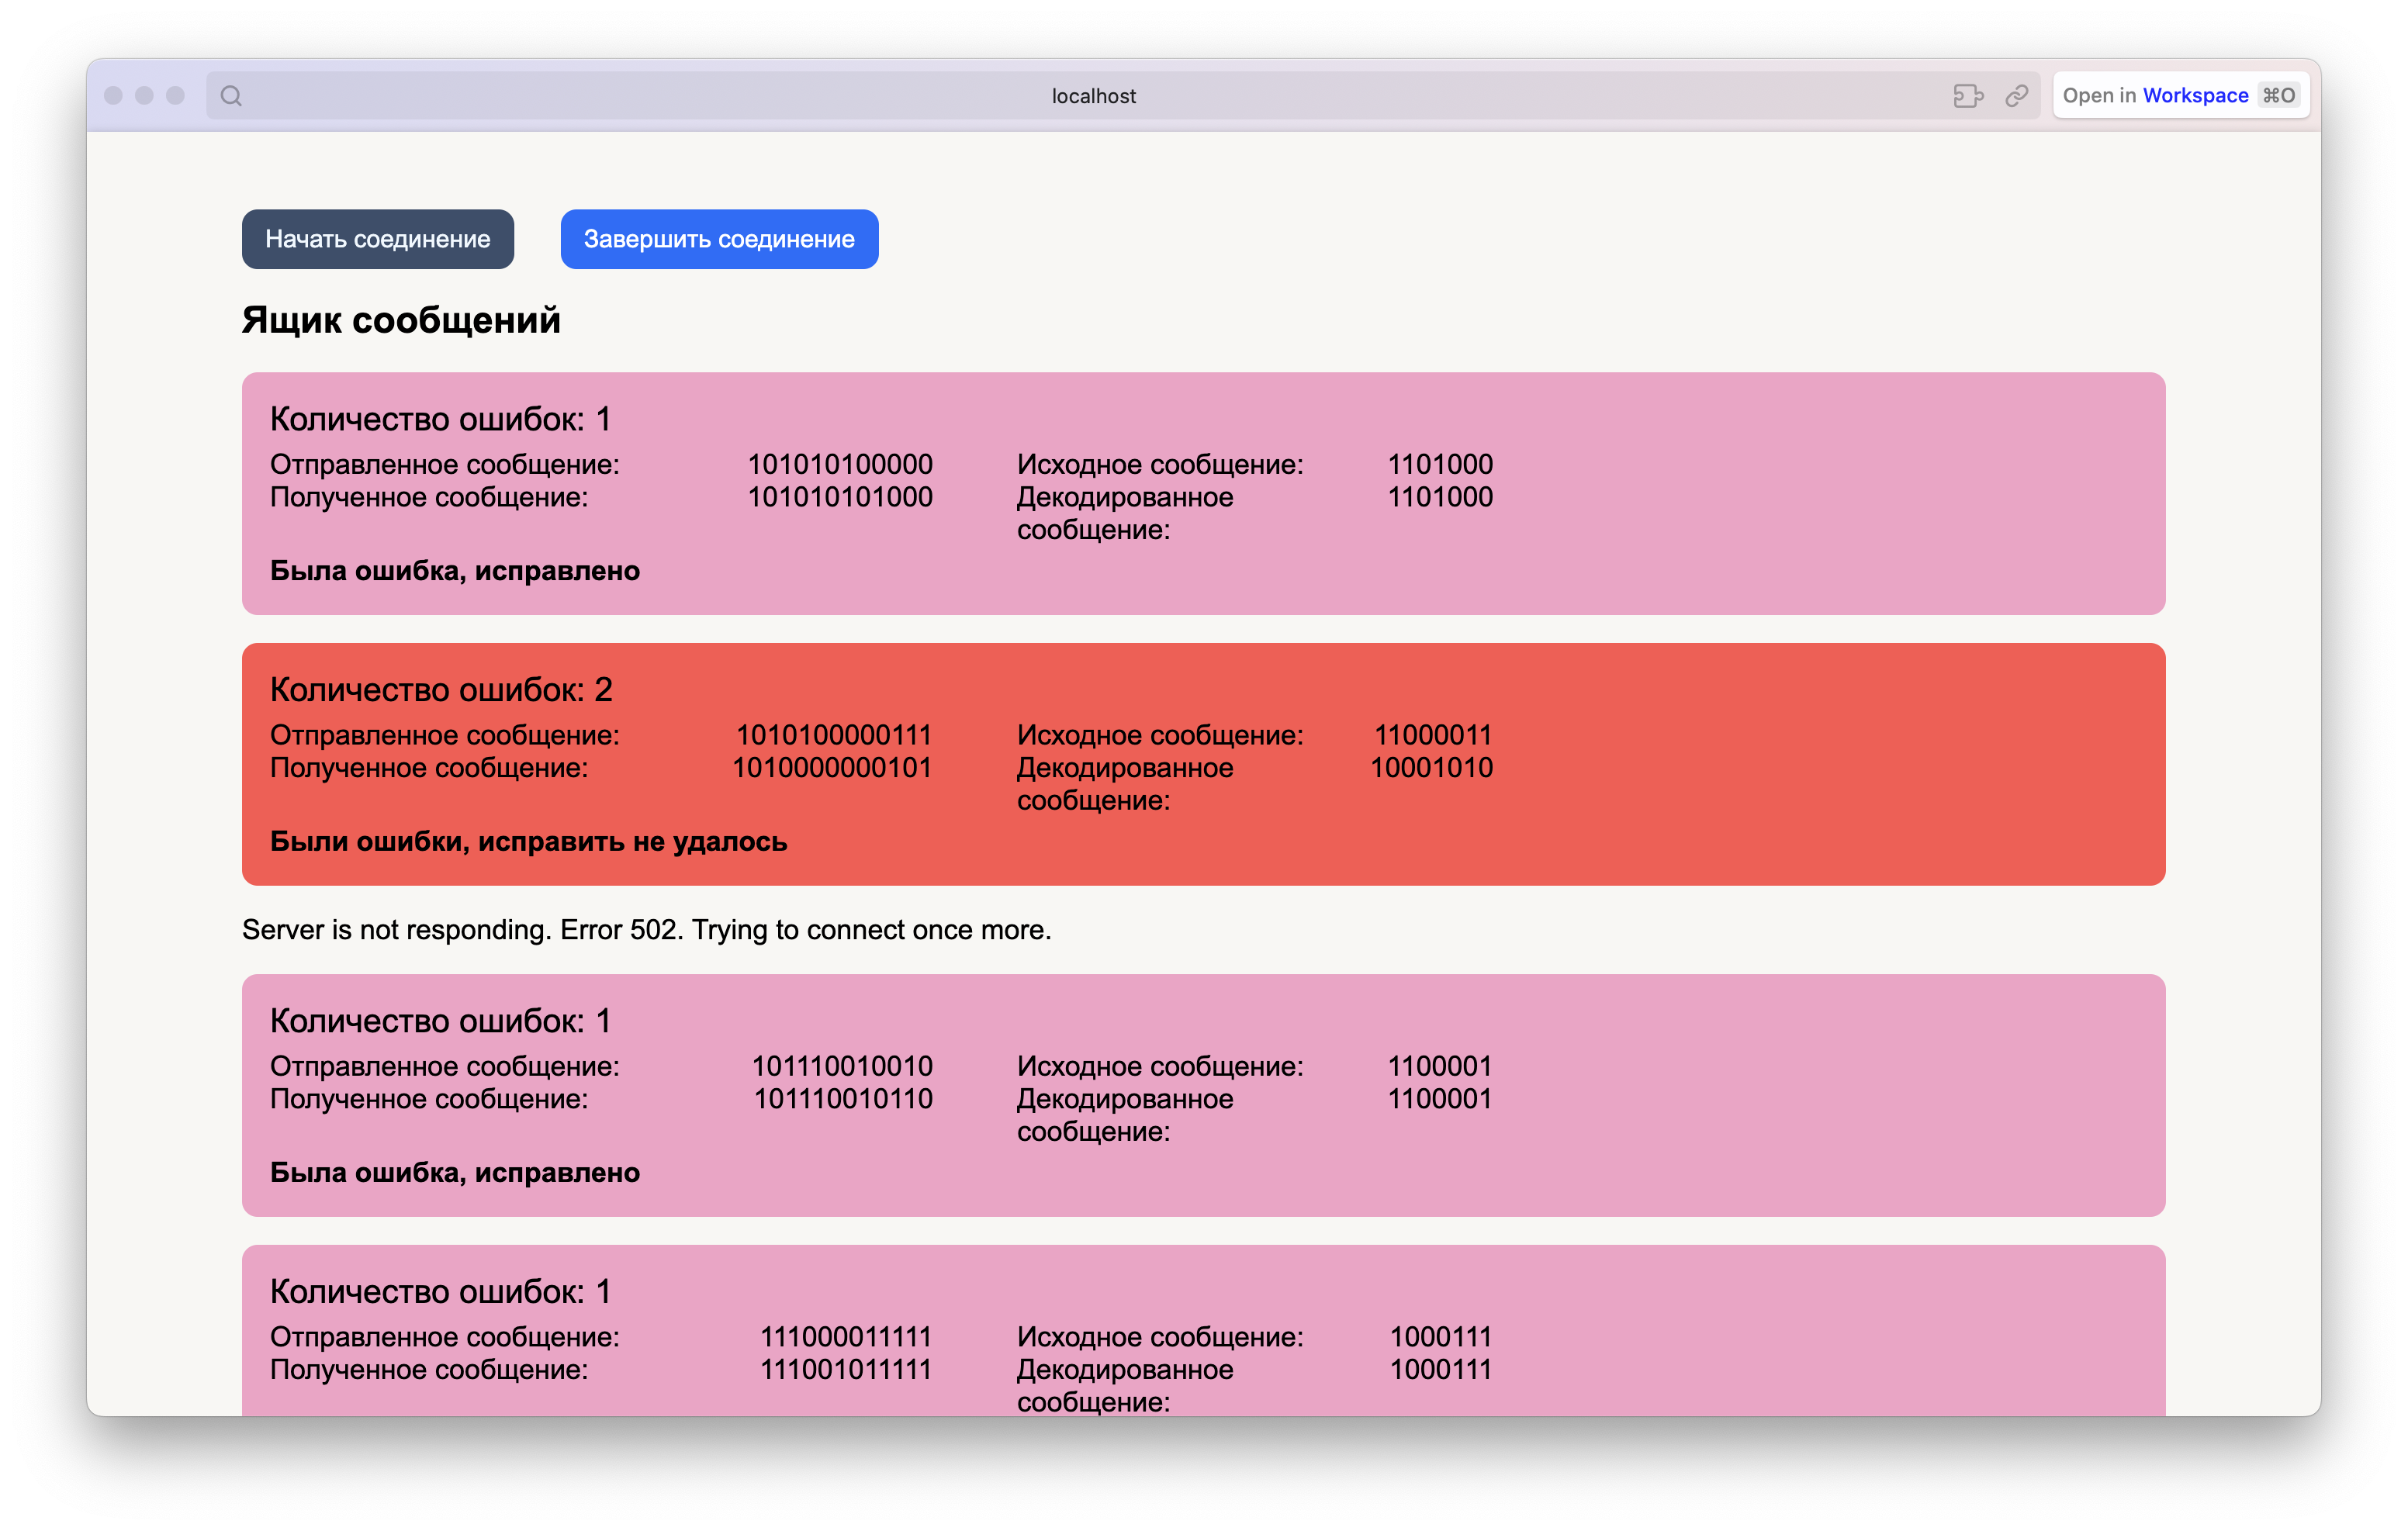 localhost
Open in Workspace ⌘O
Начать соединение
Завершить соединение
Ящик сообщений
Количество ошибок: 1
Отправленное сообщение: 101010100000 Исходное сообщение: 1101000
Полученное сообщение: 101010101000 Декодированное 1101000
сообщение:
Была ошибка, исправлено
Количество ошибок: 2
Отправленное сообщение: 1010100000111 Исходное сообщение: 11000011
Полученное сообщение: 1010000000101 Декодированное 10001010
сообщение:
Были ошибки, исправить не удалось
Server is not responding. Error 502. Trying to connect once more.
Количество ошибок: 1
Отправленное сообщение: 101110010010 Исходное сообщение: 1100001
Полученное сообщение: 101110010110 Декодированное 1100001
сообщение:
Была ошибка, исправлено
Количество ошибок: 1
Отправленное сообщение: 111000011111 Исходное сообщение: 1000111
Полученное сообщение: 111001011111 Декодированное 1000111
сообщение: